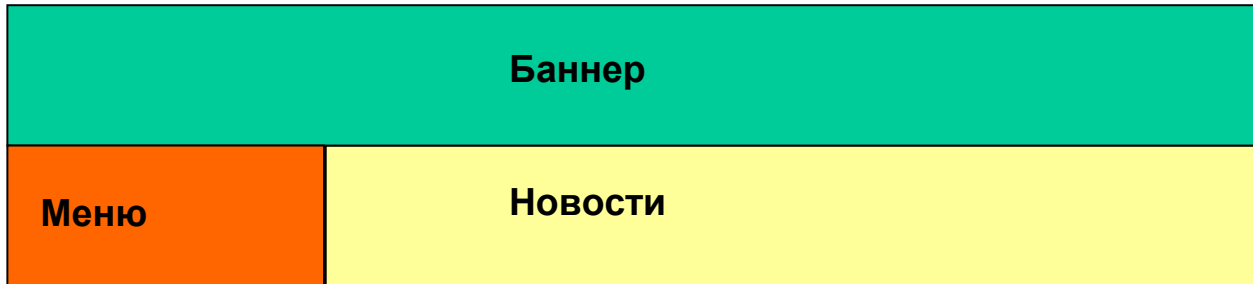 Баннер
Меню
Новости